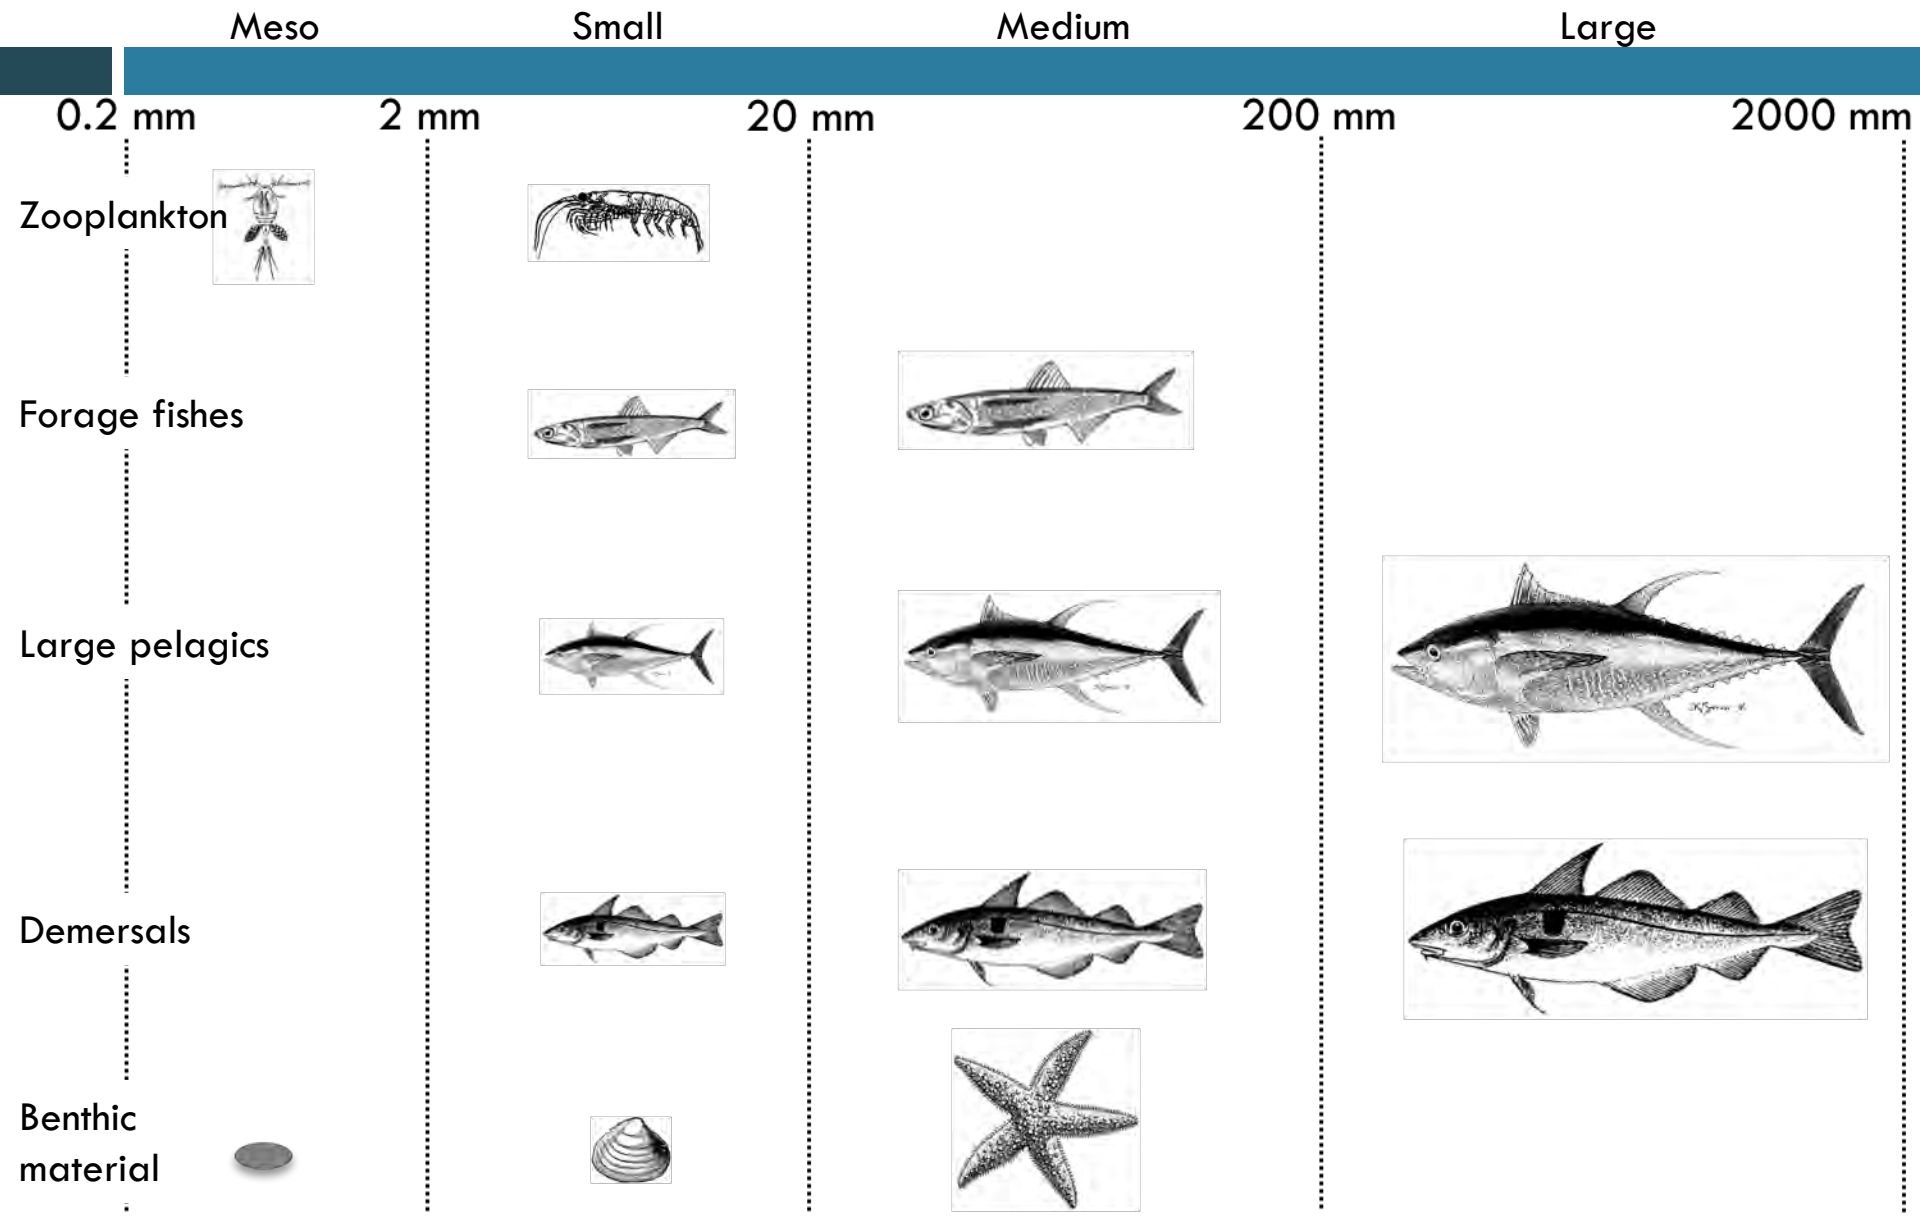 Meso Small Medium Large
0.2 mm 2 mm 20 mm 200 mm 2000 mm
Zooplankton
Forage fishes
Large pelagics
Demersals
Benthic
material